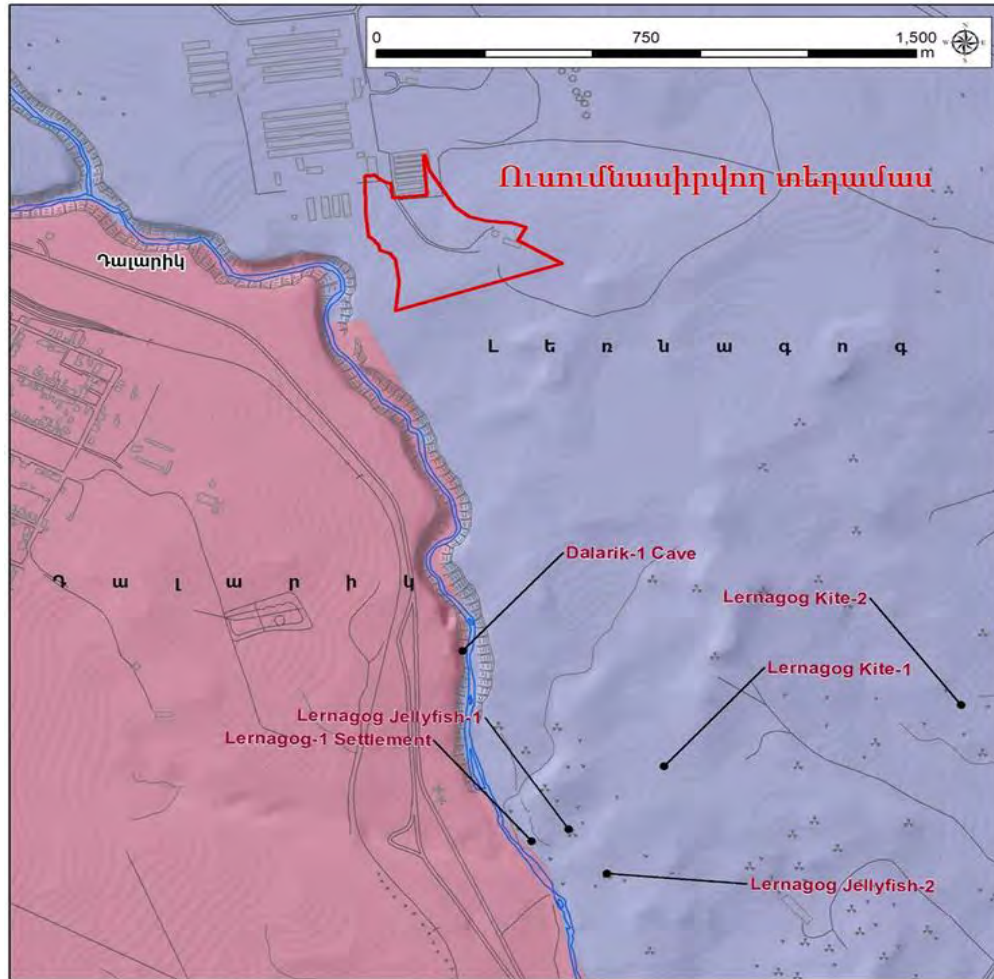 0 750 1,500
m
Ուսումնասիրվող տեղամաս
Դալարիկ
Լ ե ռ ն ա գ ո գ
Dalarik-1 Cave
Դ ա լ ա ր ի կ
Lernagog Kite-2
Lernagog Kite-1
Lernagog Jellyfish-1
Lernagog-1 Settlement
Lernagog Jellyfish-2